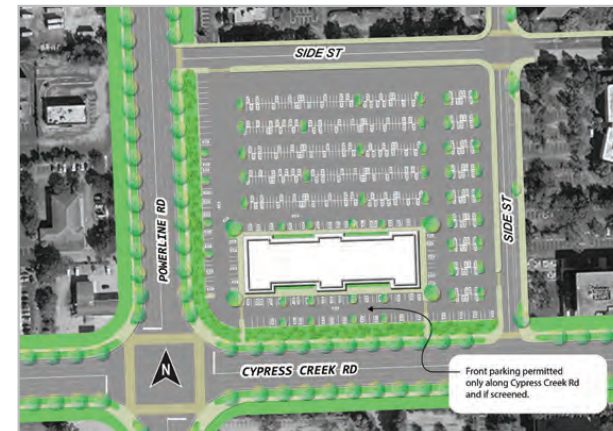 SIDE ST
POWERLINE RD
SIDE ST
N
CYPRESS CREEK RD
Front parking permitted
only along Cypress Creek Rd
and if screened.